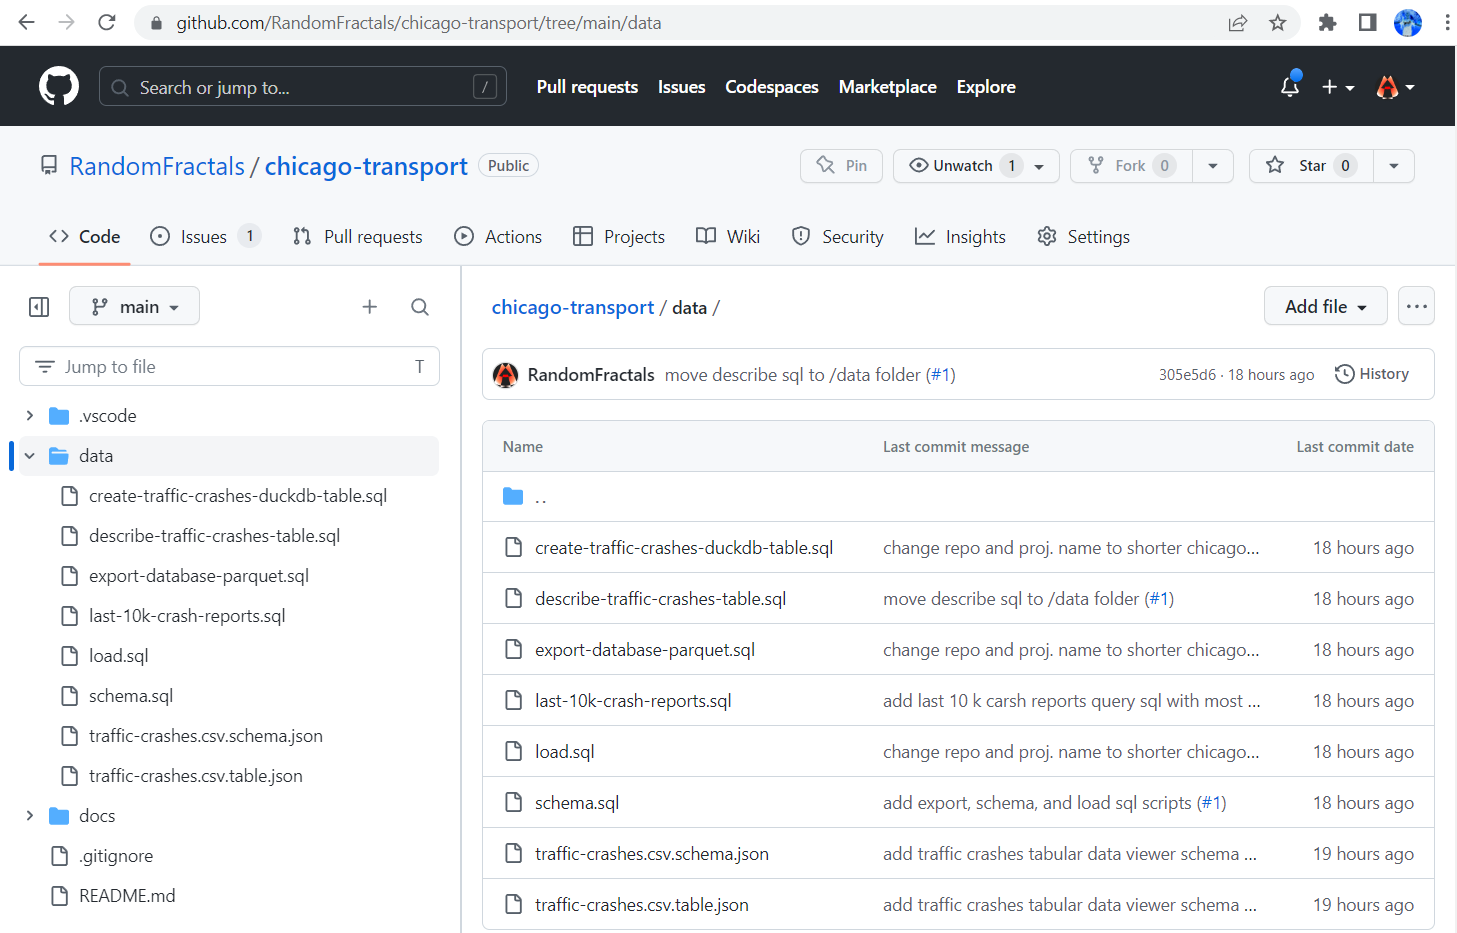 github.com/RandomFractals/chicago-transport/tree/main/data
Search or jump to... /
Pull requests Issues Codespaces Marketplace Explore
RandomFractals / chicago-transport Public
Pin Unwatch 1 Fork 0 Star 0
Code Issues 1 Pull requests Actions Projects Wiki Security Insights Settings
main
Jump to file T
.vscode
data
create-traffic-crashes-duckdb-table.sql
describe-traffic-crashes-table.sql
export-database-parquet.sql
last-10k-crash-reports.sql
load.sql
schema.sql
traffic-crashes.csv.schema.json
traffic-crashes.csv.table.json
docs
.gitignore
README.md
chicago-transport / data /
Add file
RandomFractals move describe sql to /data folder (#1) 305e5d6 · 18 hours ago History
Name Last commit message Last commit date
..
create-traffic-crashes-duckdb-table.sql change repo and proj. name to shorter chicago... 18 hours ago
describe-traffic-crashes-table.sql move describe sql to /data folder (#1) 18 hours ago
export-database-parquet.sql change repo and proj. name to shorter chicago... 18 hours ago
last-10k-crash-reports.sql add last 10 k carsh reports query sql with most ... 18 hours ago
load.sql change repo and proj. name to shorter chicago... 18 hours ago
schema.sql add export, schema, and load sql scripts (#1) 18 hours ago
traffic-crashes.csv.schema.json add traffic crashes tabular data viewer schema ... 19 hours ago
traffic-crashes.csv.table.json add traffic crashes tabular data viewer schema ... 19 hours ago